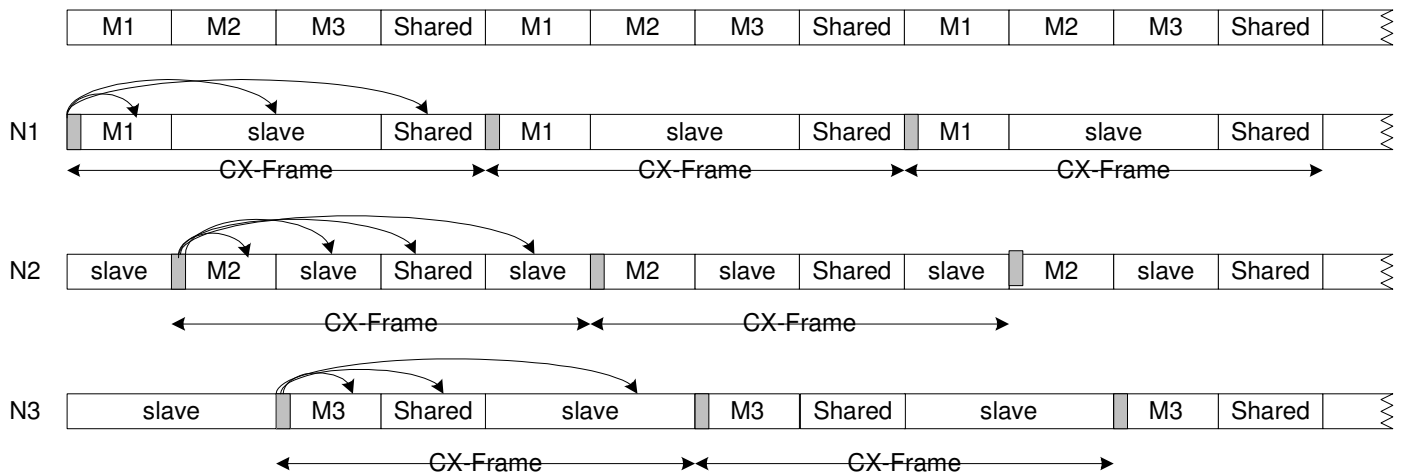 M1 M2 M3 Shared M1 M2 M3 Shared M1 M2 M3 Shared
N1 M1 slave Shared M1 slave Shared M1 slave Shared
CX-Frame CX-Frame CX-Frame
N2 slave M2 slave Shared slave M2 slave Shared slave M2 slave Shared
CX-Frame CX-Frame
N3 slave M3 Shared slave M3 Shared slave M3 Shared
CX-Frame CX-Frame